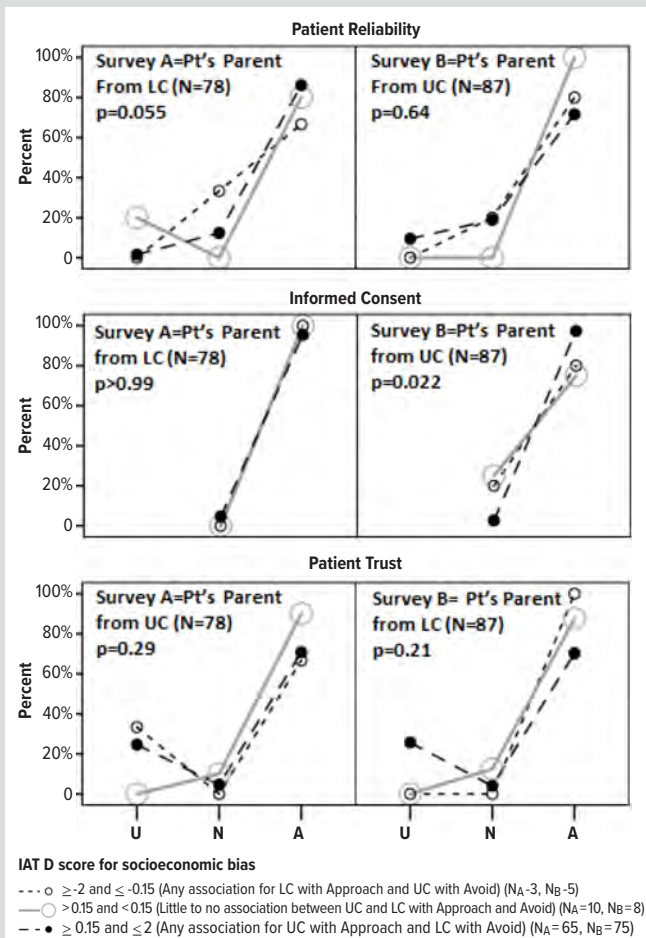 Patient Reliability
Percent
100%
80%
60%
40%
20%
0
Survey A=Pt's Parent
From LC (N=78)
p=0.055
Survey B=Pt's Parent
From UC (N=87)
p=0.64
Informed Consent
Percent
100%
80%
60%
40%
20%
0
Survey A=Pt's Parent
from LC (N=78)
p>0.99
Survey B=Pt's Parent
from UC (N=87)
p=0.022
Patient Trust
Percent
100%
80%
60%
40%
20%
0
Survey A=Pt's Parent
from UC (N=78)
p=0.29
Survey B= Pt's Parent
from LC (N=87)
p=0.21
U N A U N A
IAT D score for socioeconomic bias
≥-2 and ≤ -0.15 (Any association for LC with Approach and UC with Avoid) (NA-3, NB-5)
>0.15 and <0.15 (Little to no association between UC and LC with Approach and Avoid) (NA=10, NB=8)
≥ 0.15 and ≤2 (Any association for UC with Approach and LC with Avoid) (NA=65, NB=75)